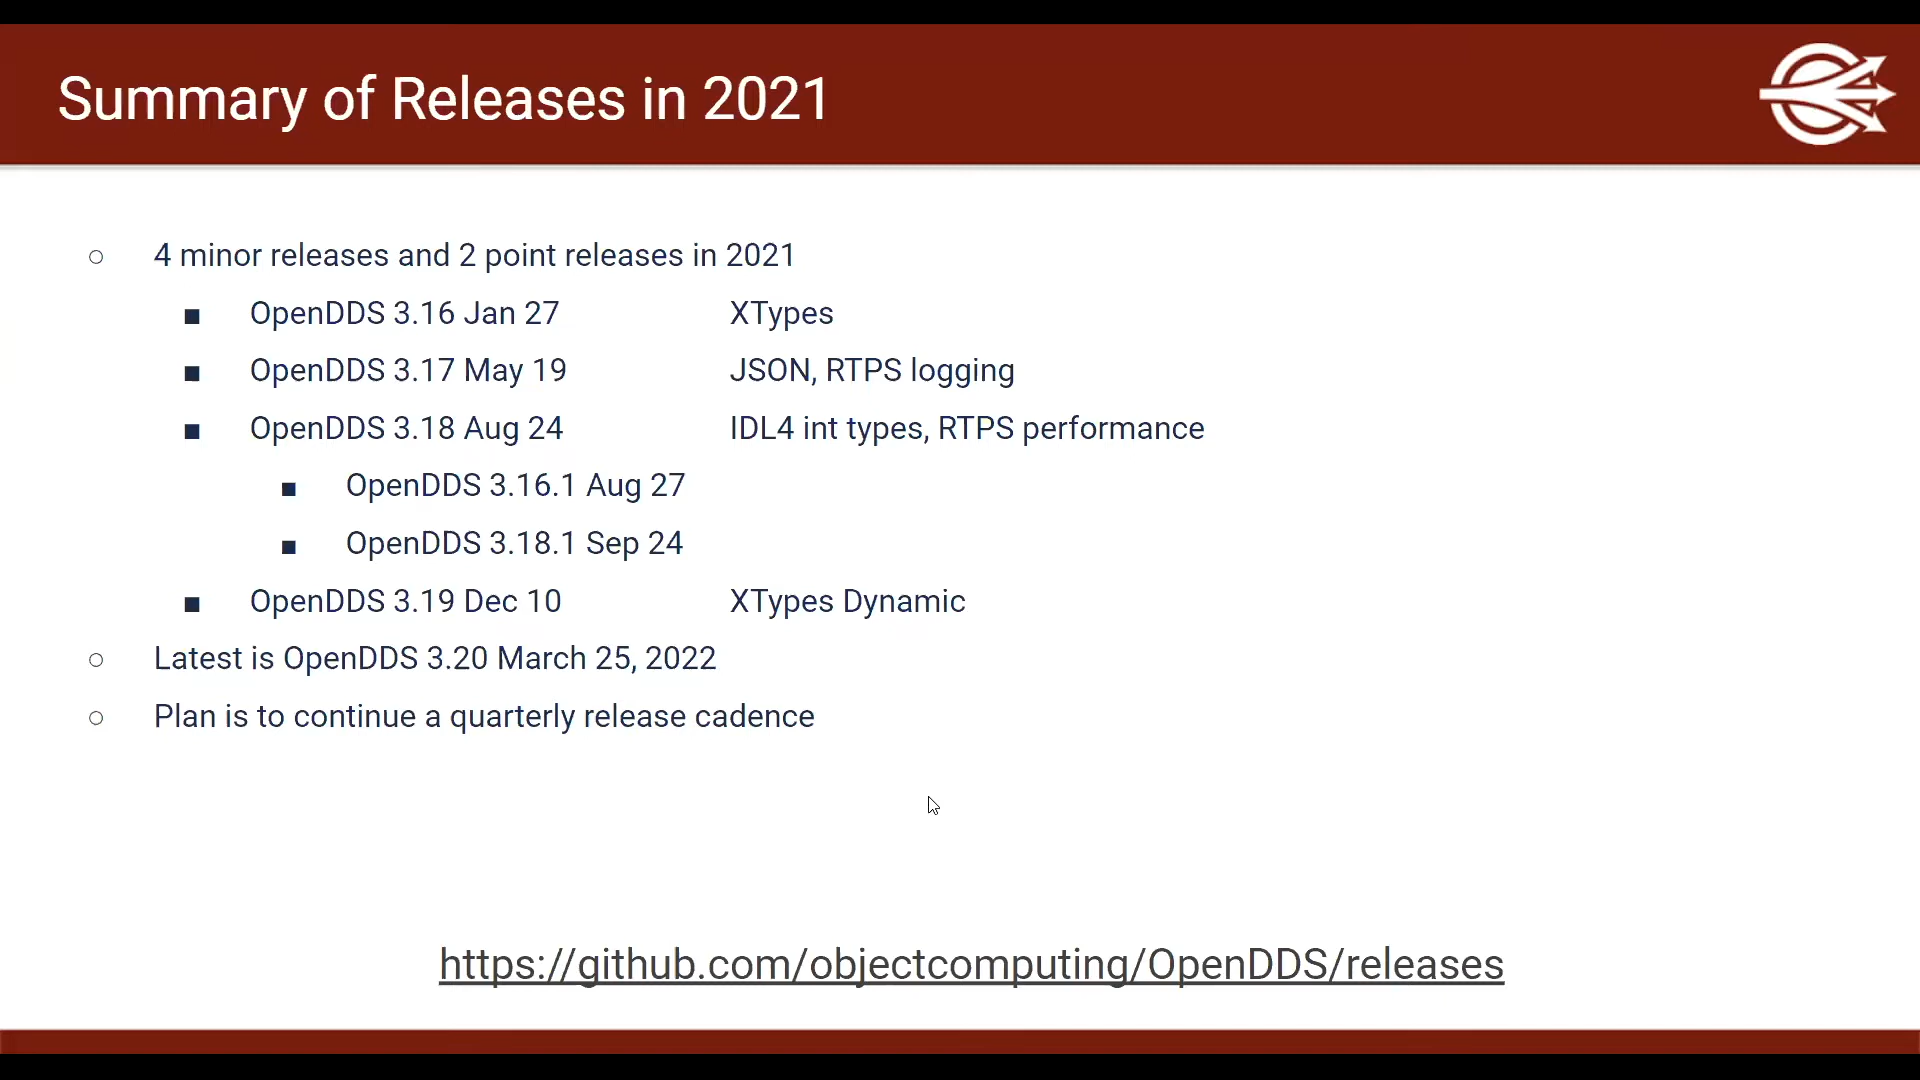 Summary of Releases in 2021
4 minor releases and 2 point releases in 2021
OpenDDS 3.16 Jan 27 XTypes
OpenDDS 3.17 May 19 JSON, RTPS logging
OpenDDS 3.18 Aug 24 IDL4 int types, RTPS performance
OpenDDS 3.16.1 Aug 27
OpenDDS 3.18.1 Sep 24
OpenDDS 3.19 Dec 10 XTypes Dynamic
Latest is OpenDDS 3.20 March 25, 2022
Plan is to continue a quarterly release cadence
https://github.com/objectcomputing/OpenDDS/releases